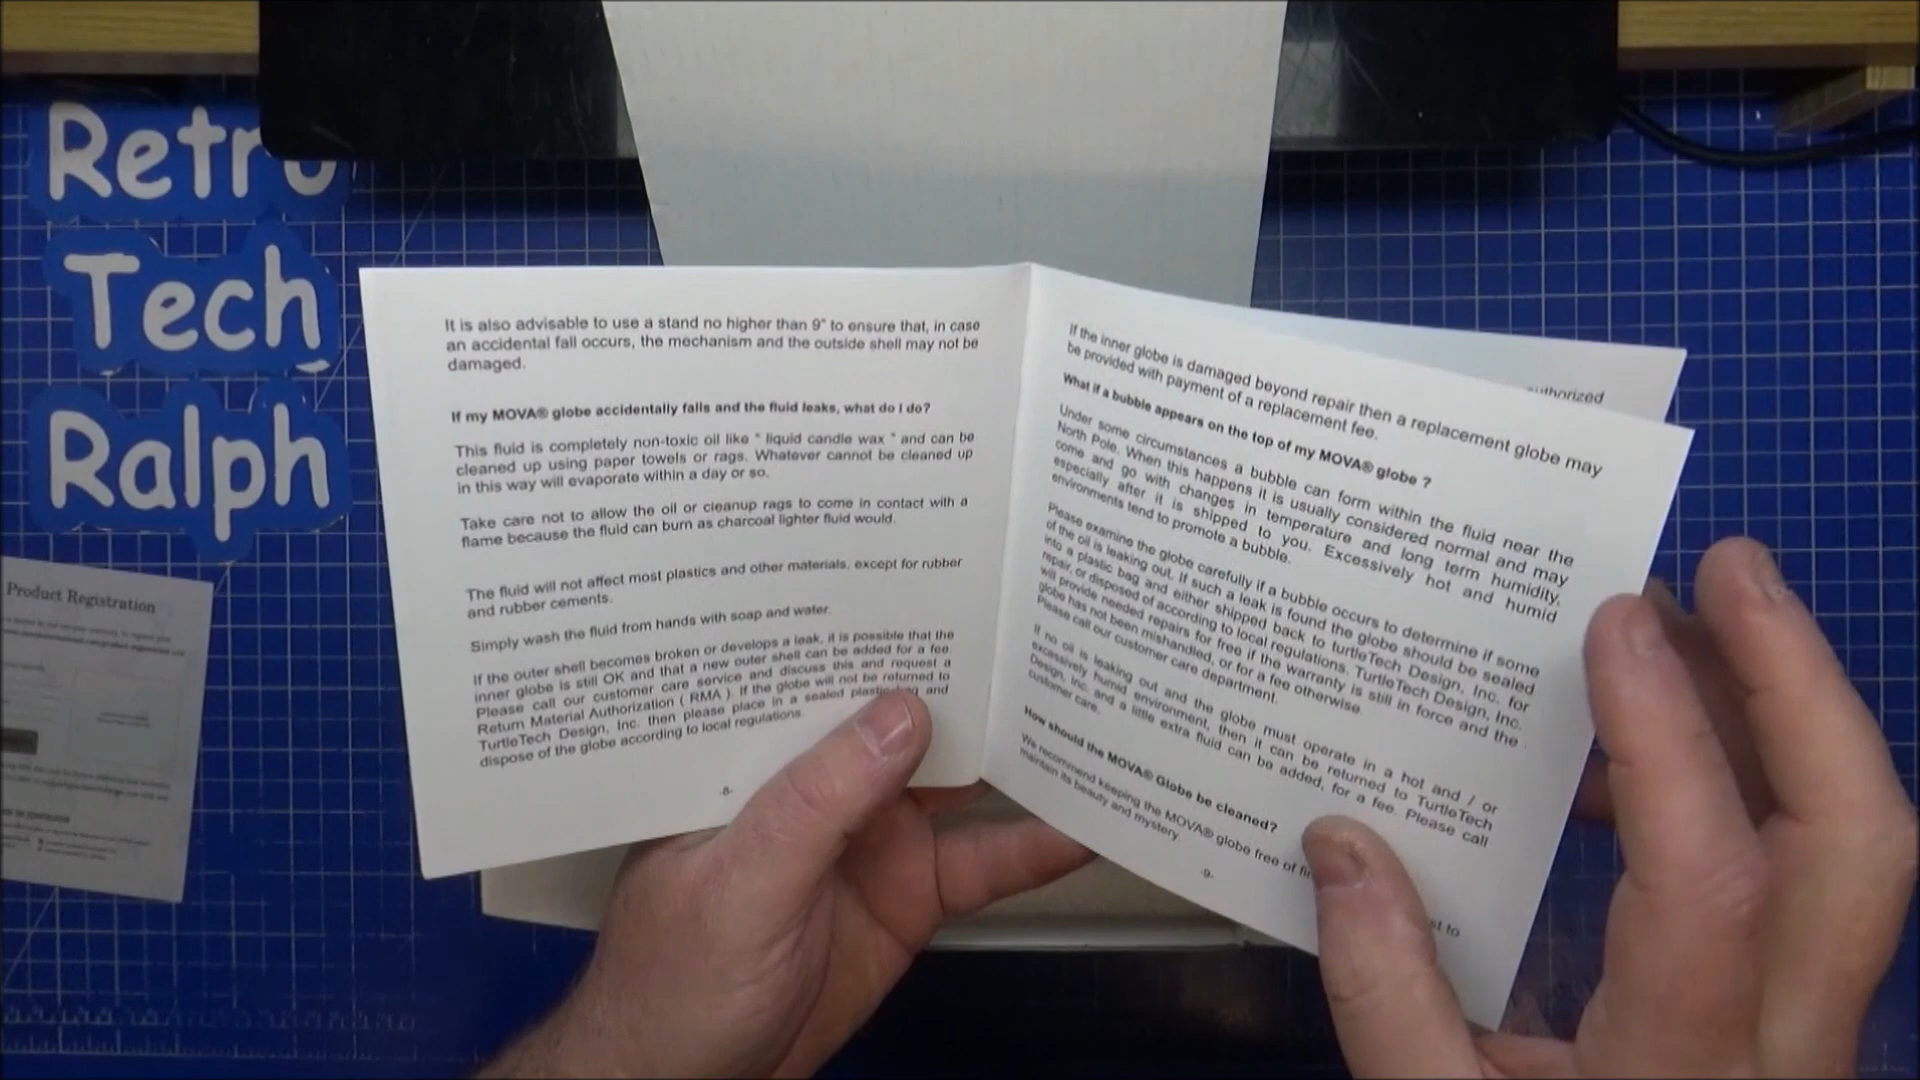 Retro
Tech
Ralph
Product Registration
It is also advisable to use a stand no higher than 9" to ensure that, in case
an accidental fall occurs, the mechanism and the outside shell may not be
damaged.
If my MOVA® globe accidentally falls and the fluid leaks, what do I do?
This fluid is completely non-toxic oil like " liquid candle wax " and can be
cleaned up using paper towels or rags. Whatever cannot be cleaned up
in this way will evaporate within a day or so.
Take care not to allow the oil or cleanup rags to come in contact with a
flame because the fluid can burn as charcoal lighter fluid would.
The fluid will not affect most plastics and other materials, except for rubber
and rubber cements.
Simply wash the fluid from hands with soap and water.
If the outer shell becomes broken or develops a leak, it is possible that the
inner globe is still OK and that a new outer shell can be added for a fee.
Please call our customer care service and discuss this and request a
Return Material Authorization ( RMA ). If the globe will not be returned to
TurtleTech Design, Inc. then please place in a sealed plastic bag and
dispose of the globe according to local regulations.
-8-
If the inner globe is damaged beyond repair then a replacement globe may
be provided with payment of a replacement fee.
What if a bubble appears on the top of my MOVA® globe ?
Under some circumstances a bubble can form within the fluid near the
North Pole. When this happens it is usually considered normal and may
come and go with changes in temperature and long term humidity,
especially after it is shipped to you. Excessively hot and humid
environments tend to promote a bubble.
Please examine the globe carefully if a bubble occurs to determine if some
of the oil is leaking out. If such a leak is found the globe should be sealed
into a plastic bag and either shipped back to turtleTech Design, Inc. for
repair, or disposed of according to local regulations. TurtleTech Design, Inc.
will provide needed repairs for free if the warranty is still in force and the
globe has not been mishandled, or for a fee otherwise.
Please call our customer care department.
If no oil is leaking out and the globe must operate in a hot and / or
excessively humid environment, then it can be returned to TurtleTech
Design, Inc. and a little extra fluid can be added, for a fee. Please call
customer care.
How should the MOVA® Globe be cleaned?
We recommend keeping the MOVA® globe free of
to
maintain its beauty and mystery.
-9-